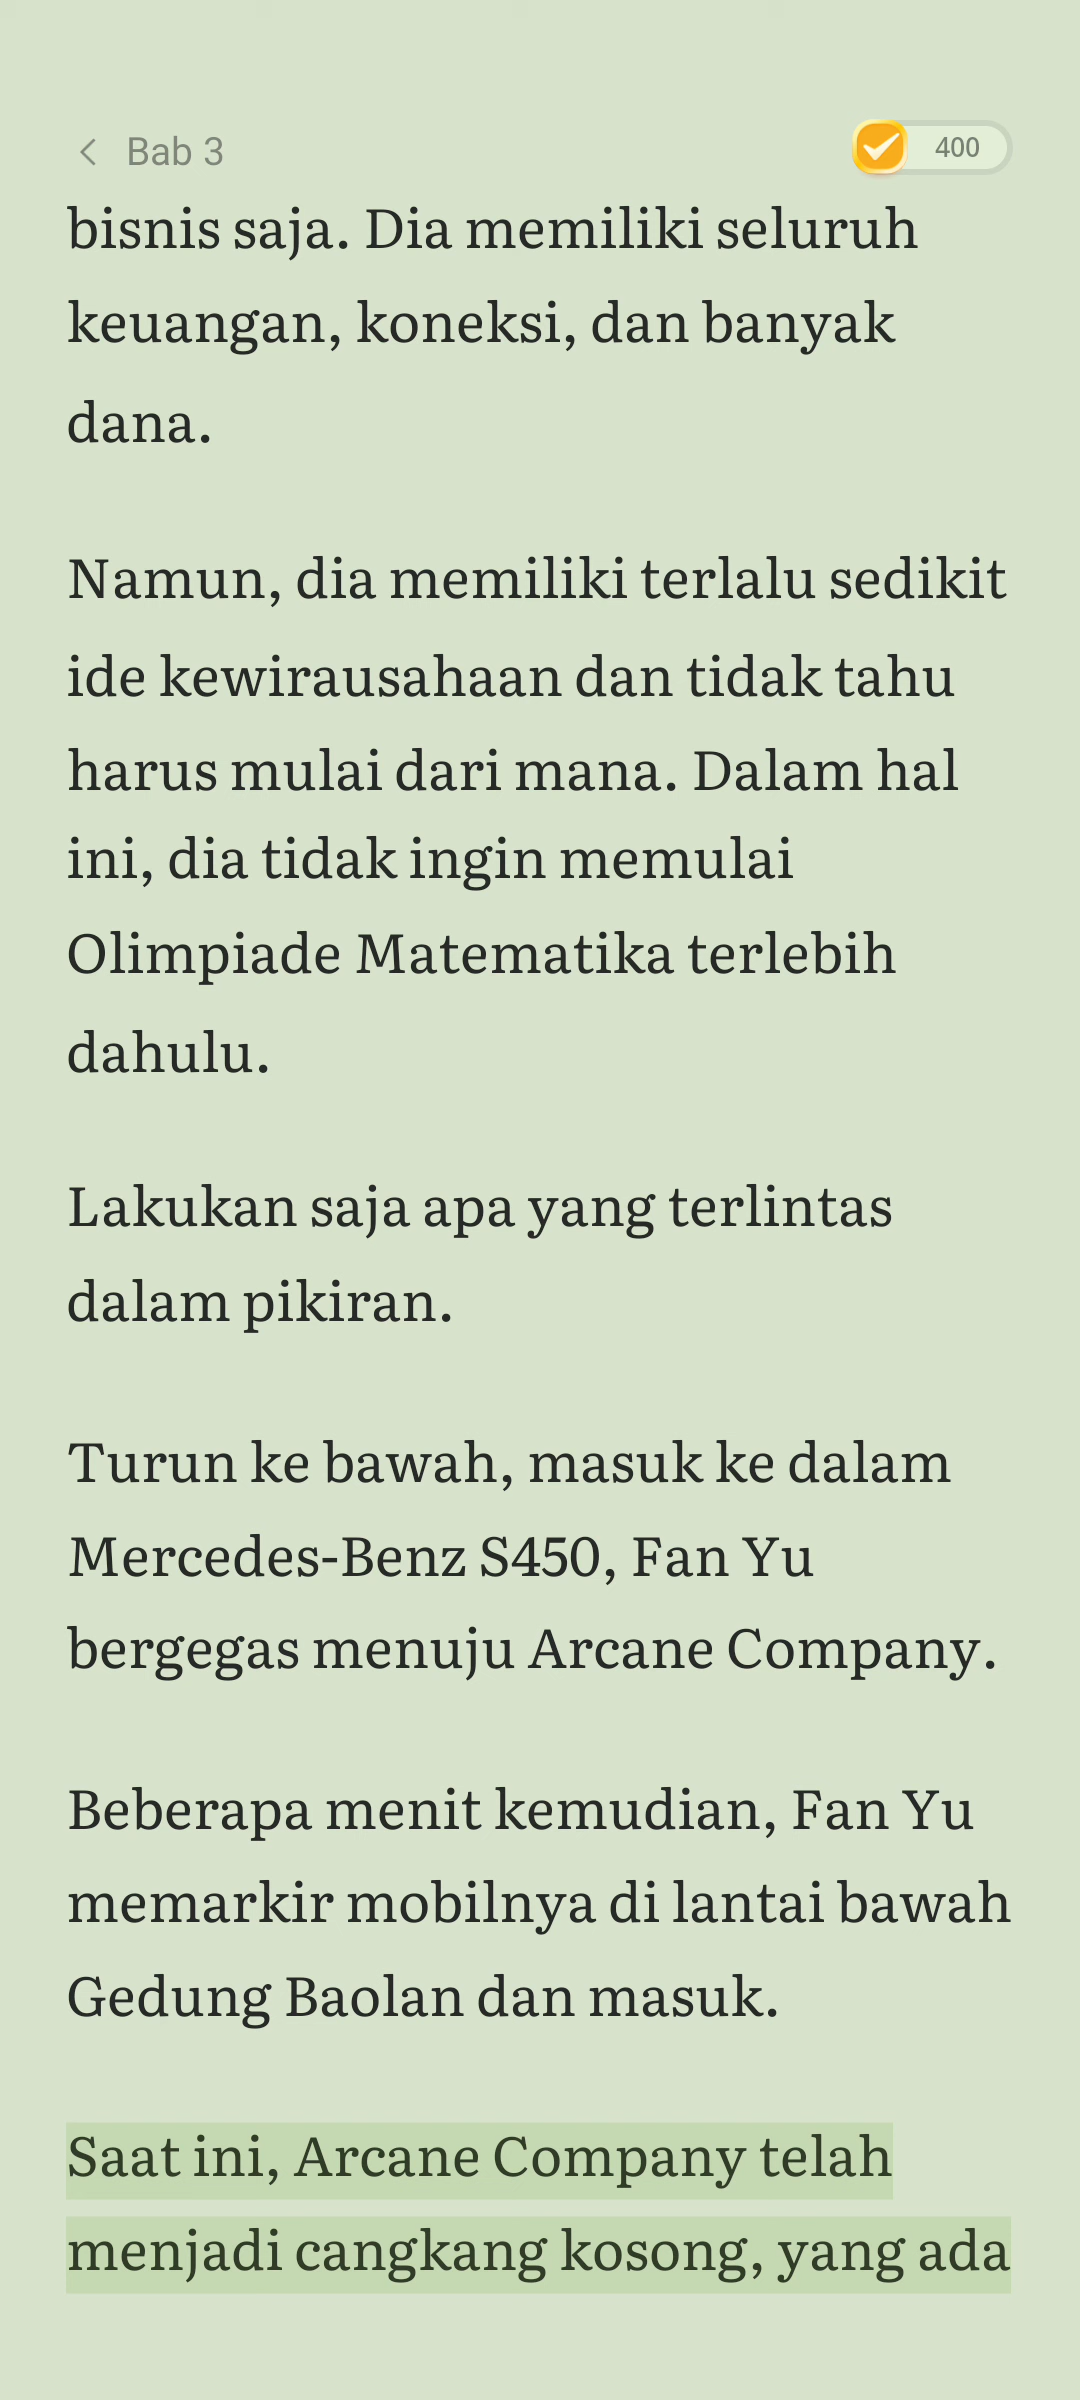 Bab 3
400
bisnis saja. Dia memiliki seluruh
keuangan, koneksi, dan banyak
dana.
Namun, dia memiliki terlalu sedikit
ide kewirausahaan dan tidak tahu
harus mulai dari mana. Dalam hal
ini, dia tidak ingin memulai
Olimpiade Matematika terlebih
dahulu.
Lakukan saja apa yang terlintas
dalam pikiran.
Turun ke bawah, masuk ke dalam
Mercedes-Benz S450, Fan Yu
bergegas menuju Arcane Company.
Beberapa menit kemudian, Fan Yu
memarkir mobilnya di lantai bawah
Gedung Baolan dan masuk.
Saat ini, Arcane Company telah
menjadi cangkang kosong, yang ada